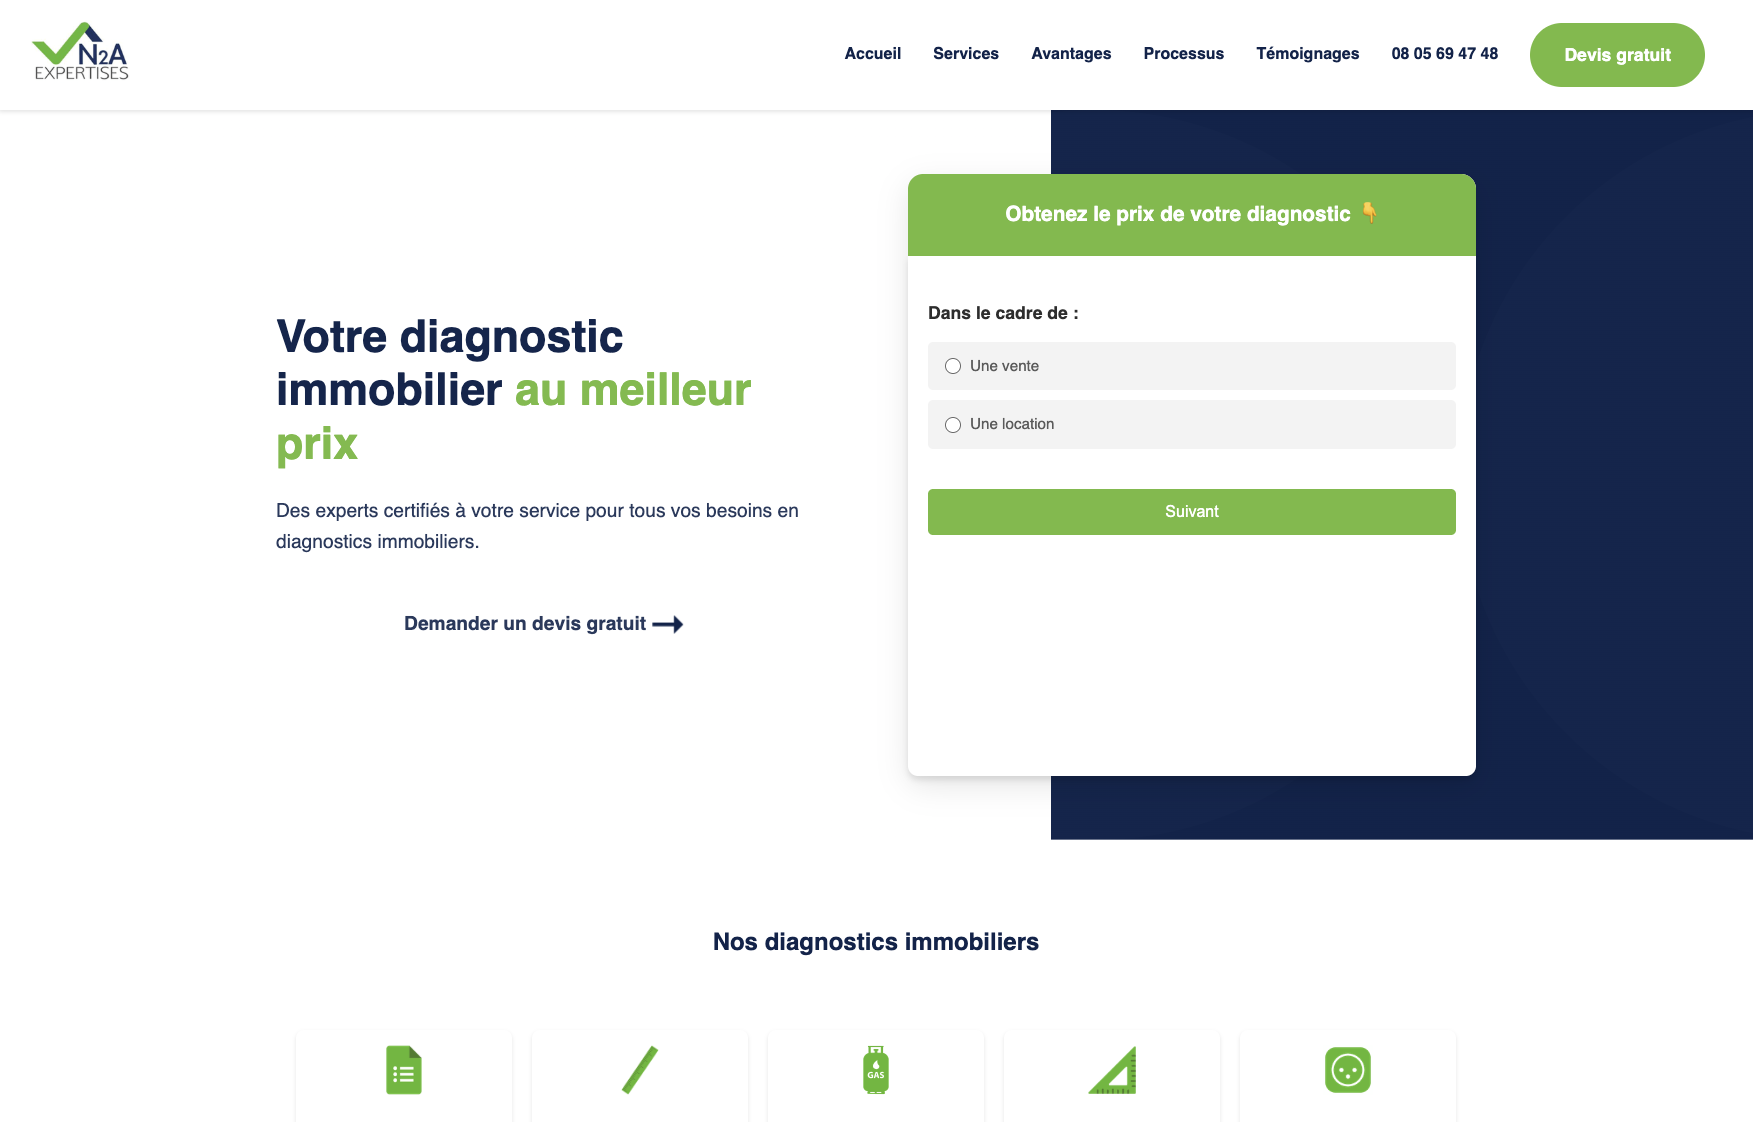 N2A
EXPERTISES
Accueil
Services
Avantages
Processus
Témoignages
08 05 69 47 48
Devis gratuit
Votre diagnostic
immobilier au meilleur
prix
Des experts certifiés à votre service pour tous vos besoins en
diagnostics immobiliers.
Demander un devis gratuit
Obtenez le prix de votre diagnostic 👇
Dans le cadre de :
Une vente
Une location
Suivant
Nos diagnostics immobiliers
GAS